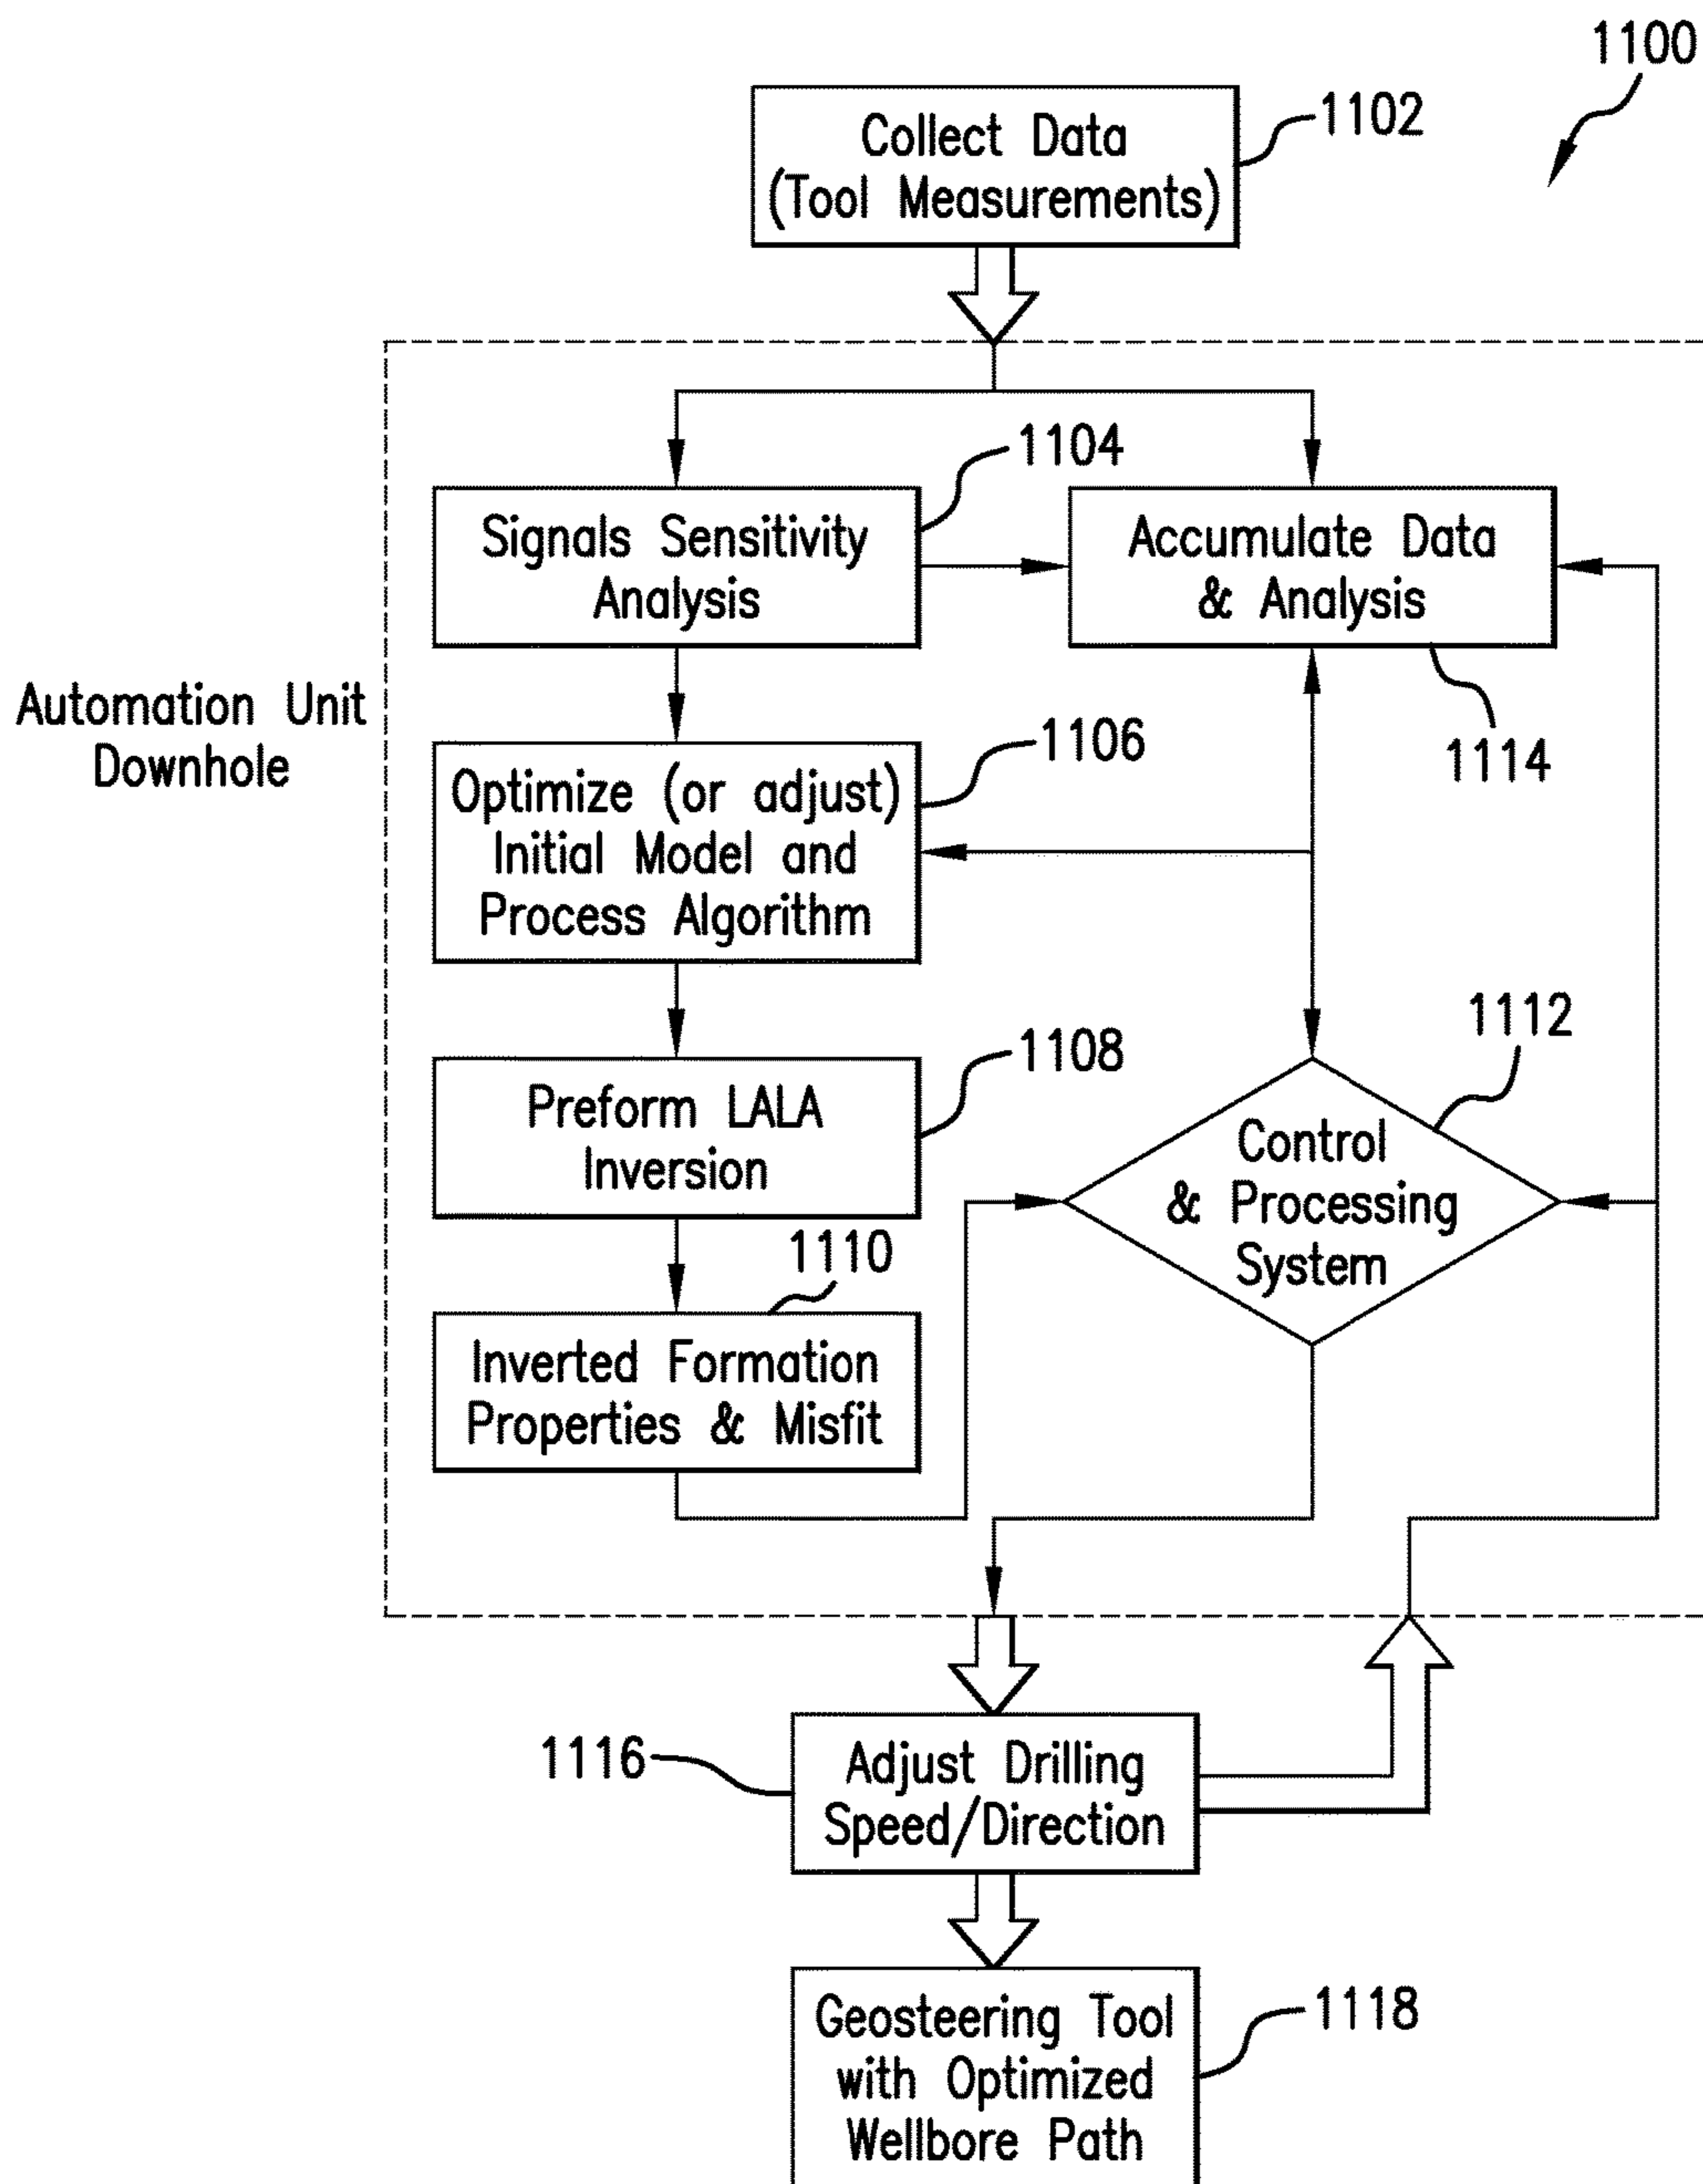 1100
Collect Data
(Tool Measurements)
1102
Signals Sensitivity
Analysis
1104
Accumulate Data
& Analysis
1114
Automation Unit
Downhole
Optimize (or adjust)
Initial Model and
Process Algorithm
1106
Preform LALA
Inversion
1108
Control
& Processing
System
1112
1110
Inverted Formation
Properties & Misfit
1116
Adjust Drilling
Speed/Direction
Geosteering Tool
with Optimized
Wellbore Path
1118